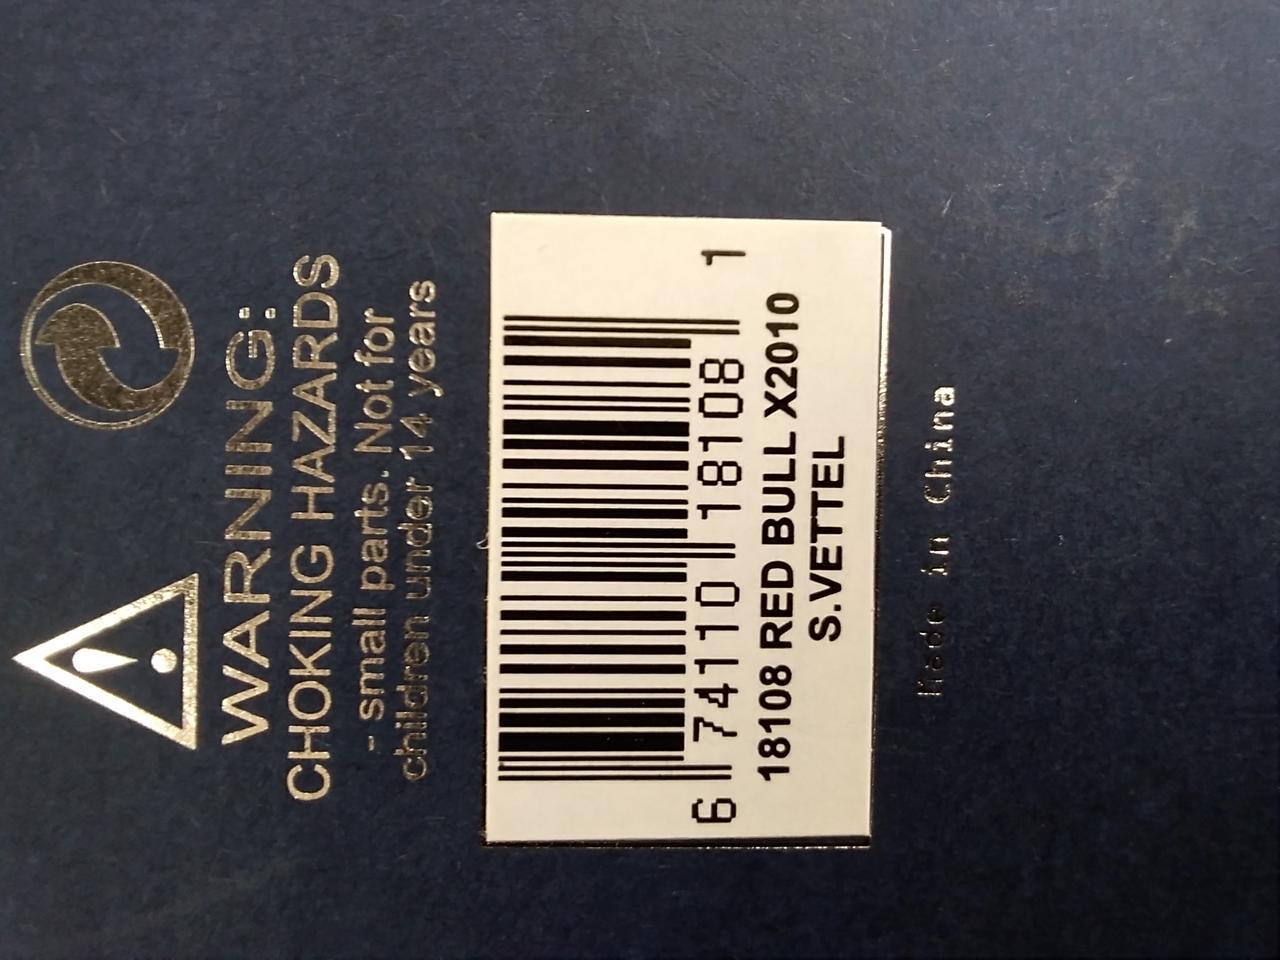 WARNING:
CHOKING HAZARDS
- small parts. Not for
children under 14 years
6 74110 18108 1
18108 RED BULL X2010
S.VETTEL
Made in China